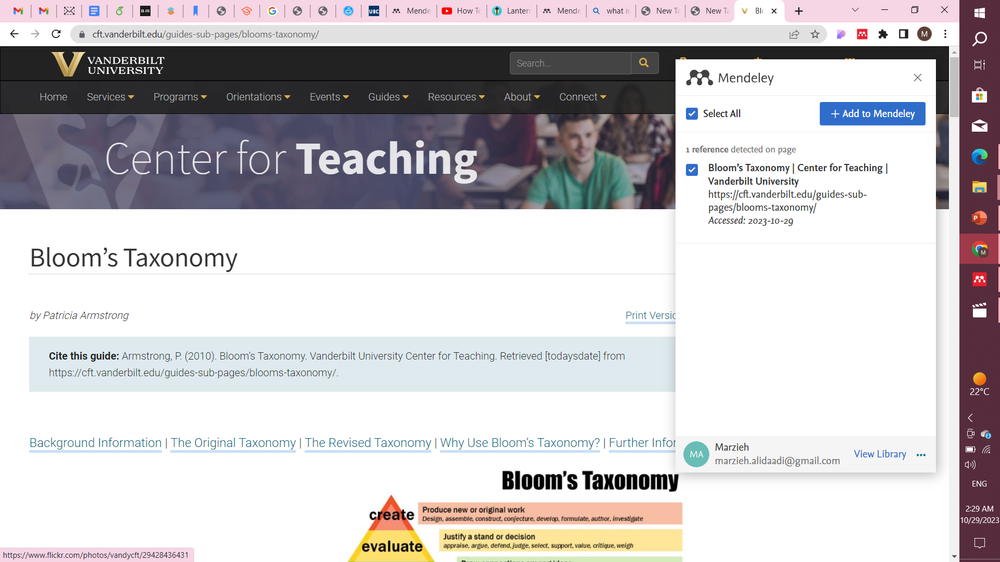 Mende
How To
Lantern
Mende
what is
New Ta
New Ta
Blo
cft.vanderbilt.edu/guides-sub-pages/blooms-taxonomy/
M
VANDERBILT
UNIVERSITY
Search...
Home Services Programs Orientations Events Guides Resources About Connect
Center for Teaching
Bloom’s Taxonomy
by Patricia Armstrong
Print Versio
Cite this guide: Armstrong, P. (2010). Bloom’s Taxonomy. Vanderbilt University Center for Teaching. Retrieved [todaysdate] from
https://cft.vanderbilt.edu/guides-sub-pages/blooms-taxonomy/.
Background Information | The Original Taxonomy | The Revised Taxonomy | Why Use Bloom’s Taxonomy? | Further Infor
Bloom’s Taxonomy
create
Produce new or original work
Design, assemble, construct, conjecture, develop, formulate, author, investigate
evaluate
Justify a stand or decision
appraise, argue, defend, judge, select, support, value, critique, weigh
https://www.flickr.com/photos/vandycft/29428436431
Mendeley
Select All
+ Add to Mendeley
1 reference detected on page
Bloom’s Taxonomy | Center for Teaching |
Vanderbilt University
https://cft.vanderbilt.edu/guides-sub-
pages/blooms-taxonomy/
Accessed: 2023-10-29
MA
Marzieh
marzieh.alidaadi@gmail.com
View Library
UBC
22°C
ENG
2:29 AM
10/29/2023